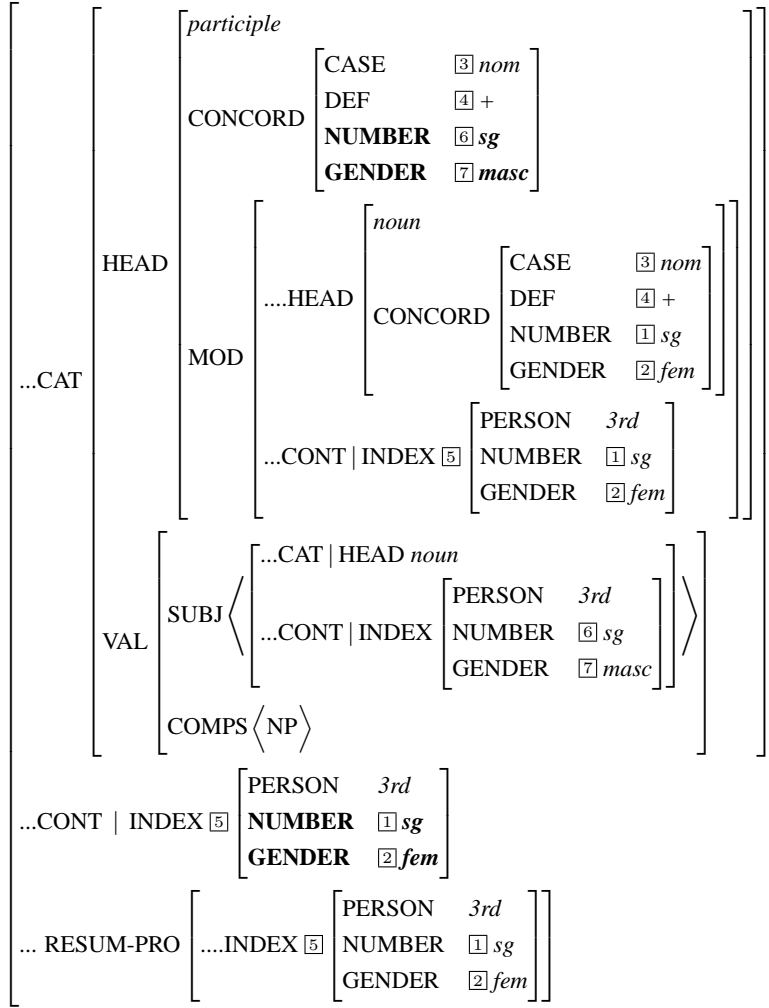 participle
CASE 3 nom
DEF 4 +
CONCORD
NUMBER 6 sg
GENDER 7 masc
noun
HEAD
CASE 3 nom
....HEAD
DEF 4 +
CONCORD
NUMBER 1 sg
MOD
GENDER 2 fem
...CAT
PERSON 3rd
...CONT | INDEX 5 NUMBER 1 sg
GENDER 2 fem
...CAT | HEAD noun
PERSON 3rd
SUBJ
...CONT | INDEX NUMBER 6 sg
VAL
GENDER 7 masc
COMPS ⟨NP⟩
PERSON 3rd
...CONT | INDEX 5 NUMBER 1 sg
GENDER 2 fem
PERSON 3rd
... RESUM-PRO ....INDEX 5 NUMBER 1 sg
GENDER 2 fem